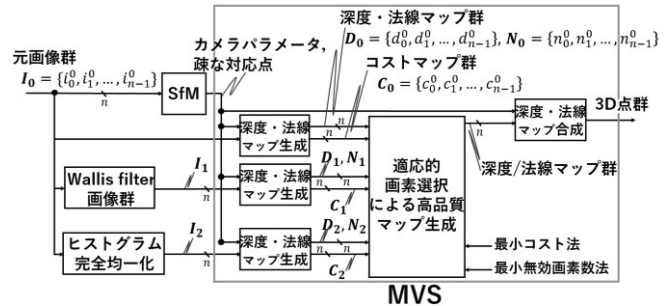 元画像群
I₀ = {i₀⁰, i₁⁰, …, iₙ₋₁⁰}
n
SfM
カメラパラメータ,
疎な対応点
深度・法線マップ群
D₀ = {d₀⁰, d₁⁰, …, dₙ₋₁⁰}, N₀ = {n₀⁰, n₁⁰, …, nₙ₋₁⁰}
コストマップ群
C₀ = {c₀⁰, c₁⁰, …, cₙ₋₁⁰}
深度・法線
マップ生成
n n
n
Wallis filter
画像群
I₁
n
深度・法線
マップ生成
D₁, N₁
n n
n
C₁
ヒストグラム
完全均一化
I₂
n
深度・法線
マップ生成
D₂, N₂
n n
n
C₂
適応的
画素選択
による高品質
マップ生成
n
深度・法線
マップ合成
3D点群
深度/法線マップ群
最小コスト法
最小無効画素数法
MVS